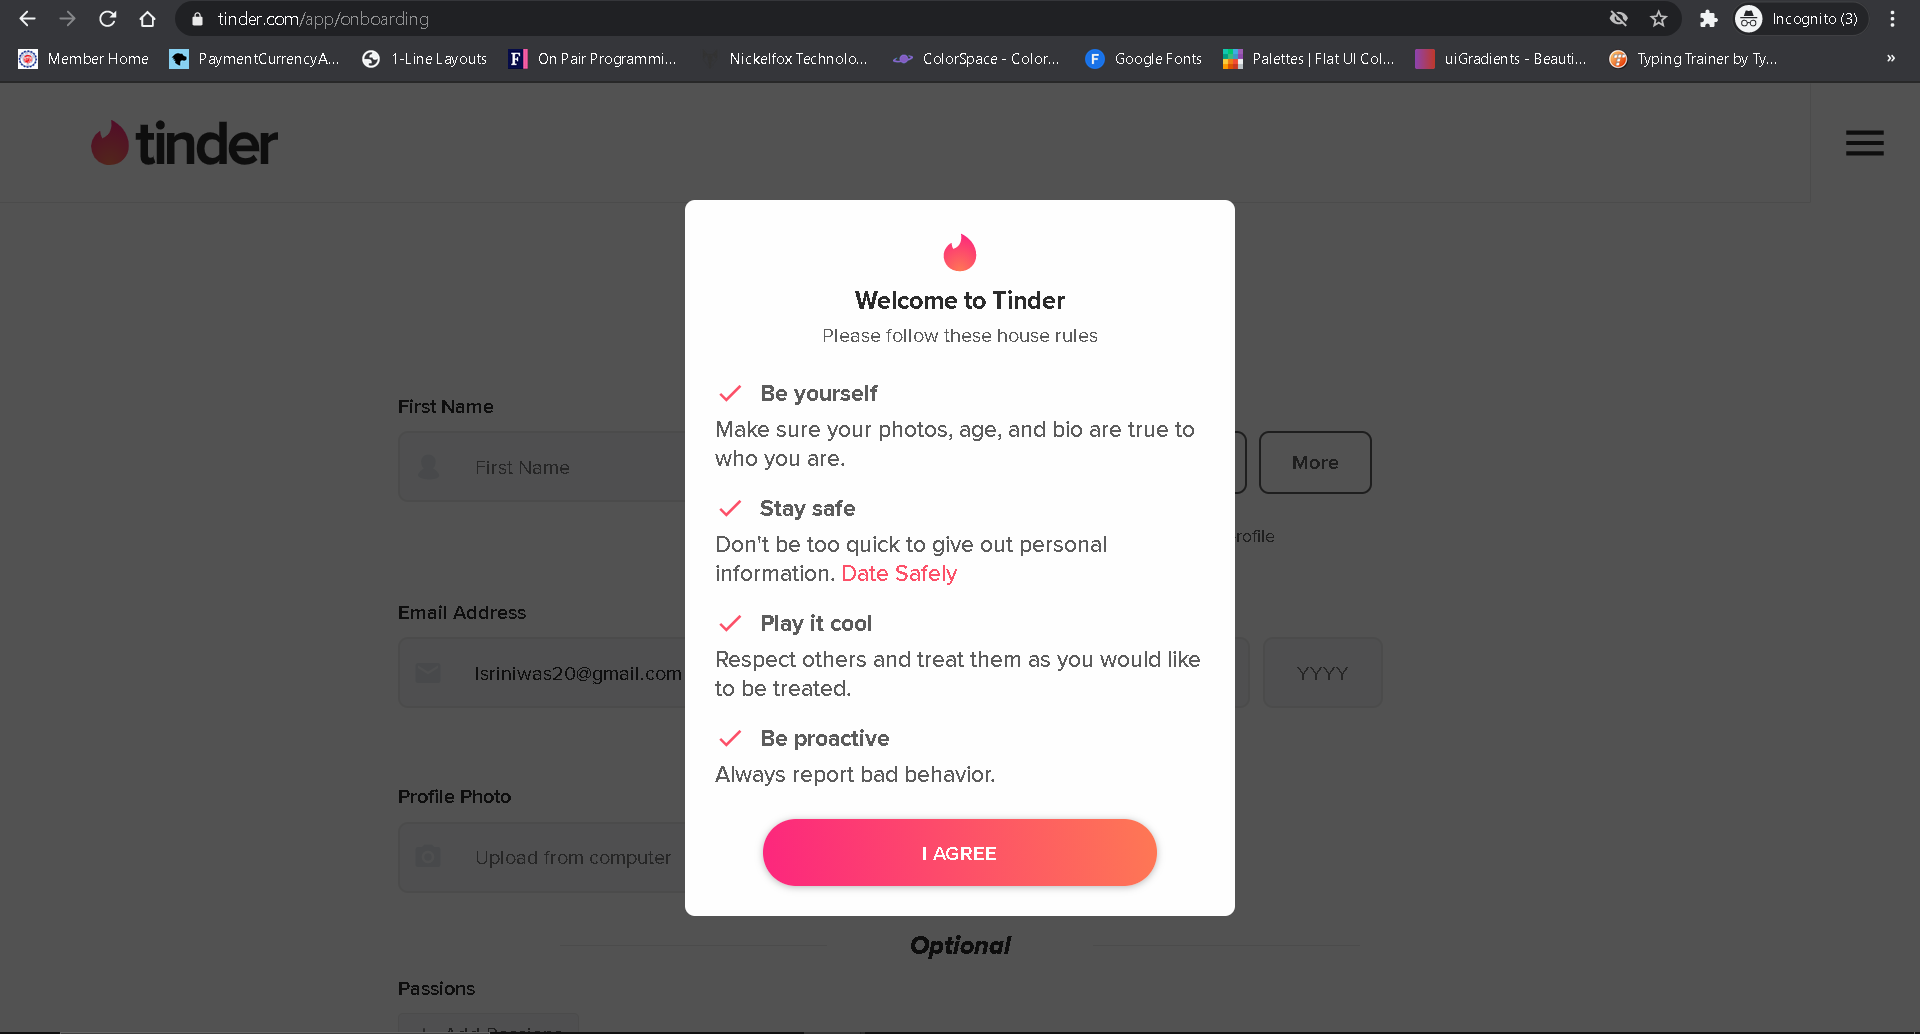 tinder.com/app/onboarding
Incognito (3)
Member Home
PaymentCurrencyA...
1-Line Layouts
On Pair Programmi...
Nickelfox Technolo...
ColorSpace - Color...
Google Fonts
Palettes | Flat UI Col...
uiGradients - Beauti...
Typing Trainer by Ty...
»
tinder
Welcome to Tinder
Please follow these house rules
Be yourself
Make sure your photos, age, and bio are true to
who you are.
Stay safe
Don't be too quick to give out personal
information. Date Safely
Play it cool
Respect others and treat them as you would like
to be treated.
Be proactive
Always report bad behavior.
I AGREE
First Name
First Name
More
rofile
Email Address
lsriniwas20@gmail.com
YYYY
Profile Photo
Upload from computer
Optional
Passions
Add Passions